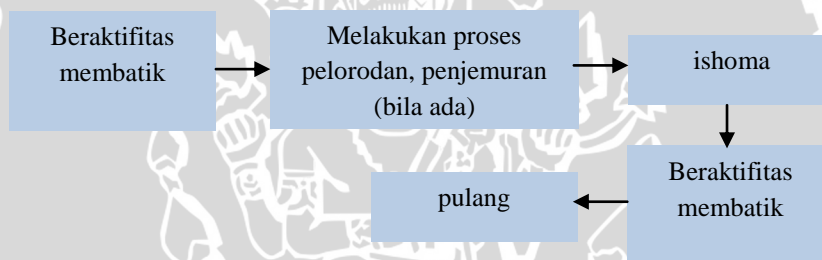 Beraktifitas
membatik
Melakukan proses
pelorodan, penjemuran
(bila ada)
ishoma
Beraktifitas
membatik
pulang